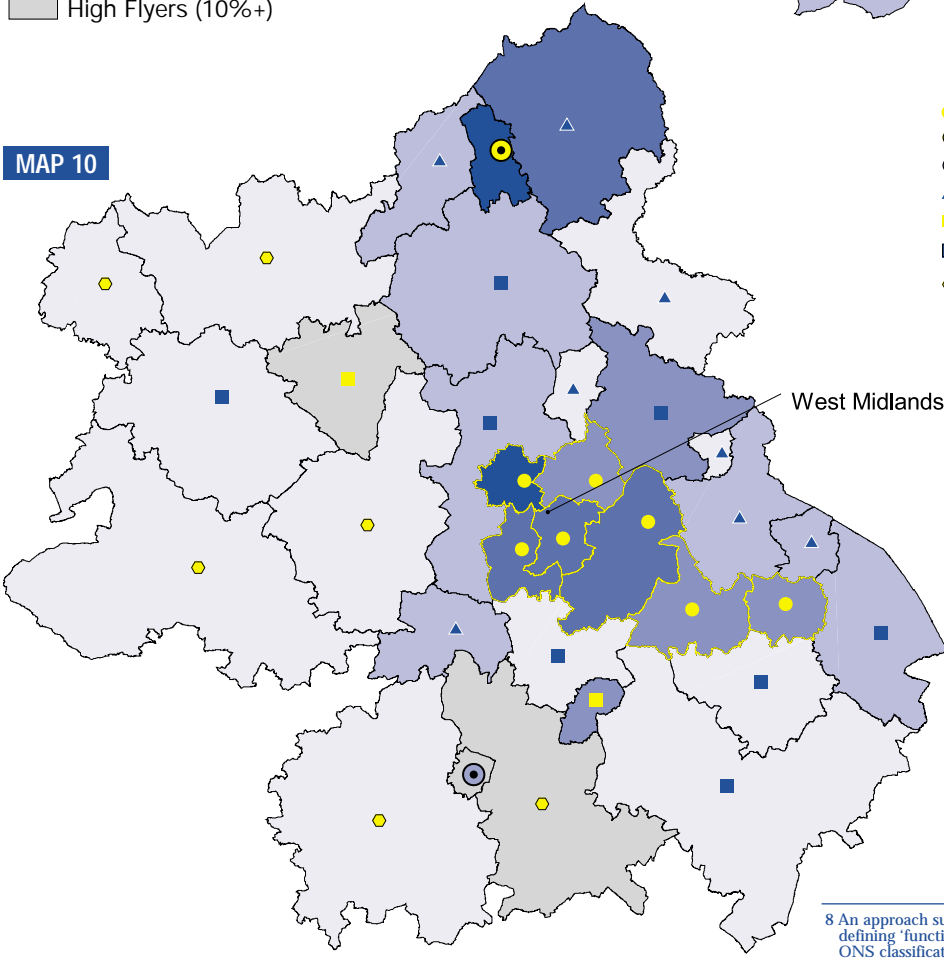 High Flyers (10%+)
MAP 10
West Midlands
8 An approach su
defining ‘functi
ONS classificat